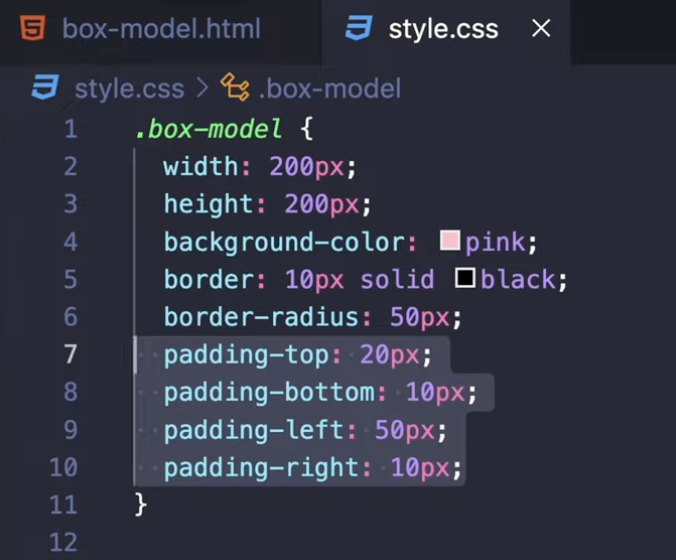 box-model.html style.css ×
style.css > .box-model
1 .box-model {
2 width: 200px;
3 height: 200px;
4 background-color: pink;
5 border: 10px solid black;
6 border-radius: 50px;
7 padding-top: 20px;
8 padding-bottom: 10px;
9 padding-left: 50px;
10 padding-right: 10px;
11 }
12